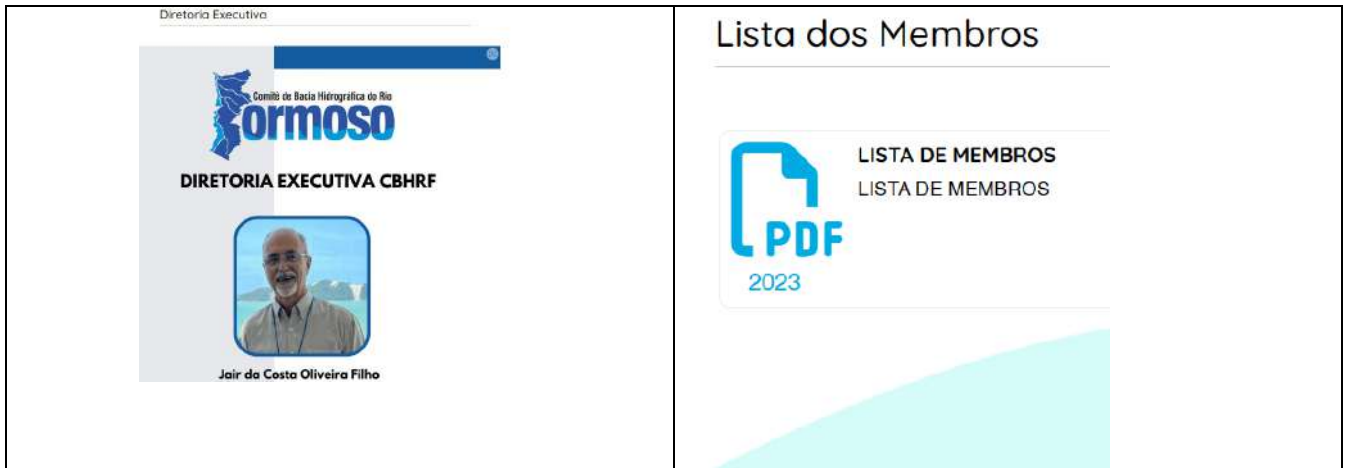 Diretoria Executiva
Comitê de Bacia Hidrográfica do Rio
Formoso
DIRETORIA EXECUTIVA CBHRF
Jair da Costa Oliveira Filho
Lista dos Membros
LISTA DE MEMBROS
LISTA DE MEMBROS
PDF
2023